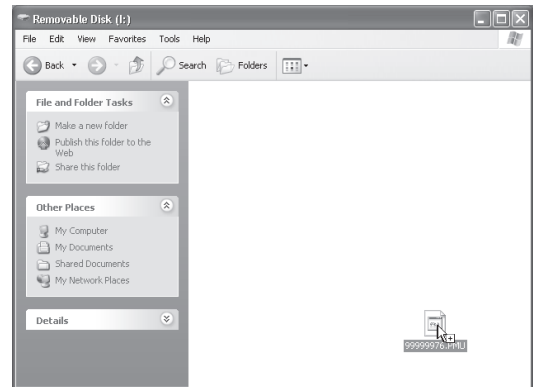 Removable Disk (I:)
File Edit View Favorites Tools Help
Back Search Folders
File and Folder Tasks
Make a new folder
Publish this folder to the
Web
Share this folder
Other Places
My Computer
My Documents
Shared Documents
My Network Places
Details
99999976.PMU